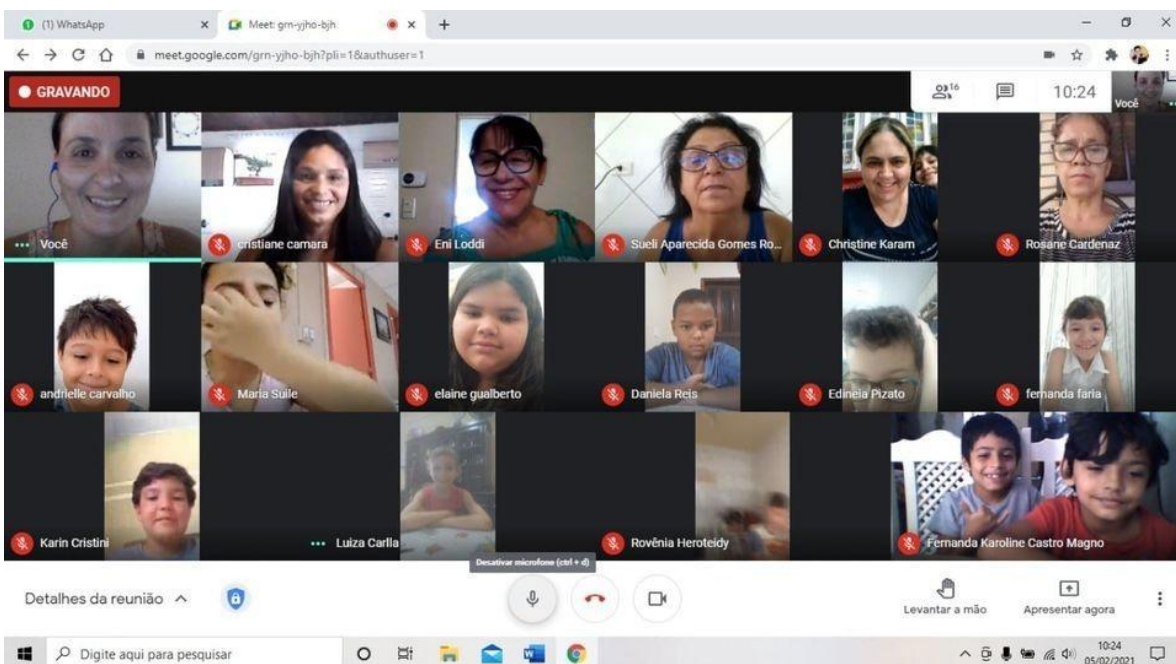 (1) WhatsApp
Meet: grn-yjho-bjh
meet.google.com/grn-yjho-bjh?pli=1&authuser=1
GRAVANDO
16
10:24
Você
Você
cristiane camara
Eni Loddi
Sueli Aparecida Gomes Ro...
Christine Karam
Rosane Cardenaz
andrielle carvalho
Maria Suile
elaine gualberto
Daniela Reis
Edineia Pizato
fernanda faria
Karin Cristini
Luiza Carlla
Rovênia Heroteidy
Fernanda Karoline Castro Magno
Desativar microfone (ctrl + d)
Detalhes da reunião
Levantar a mão
Apresentar agora
Digite aqui para pesquisar
10:24
05/02/2021